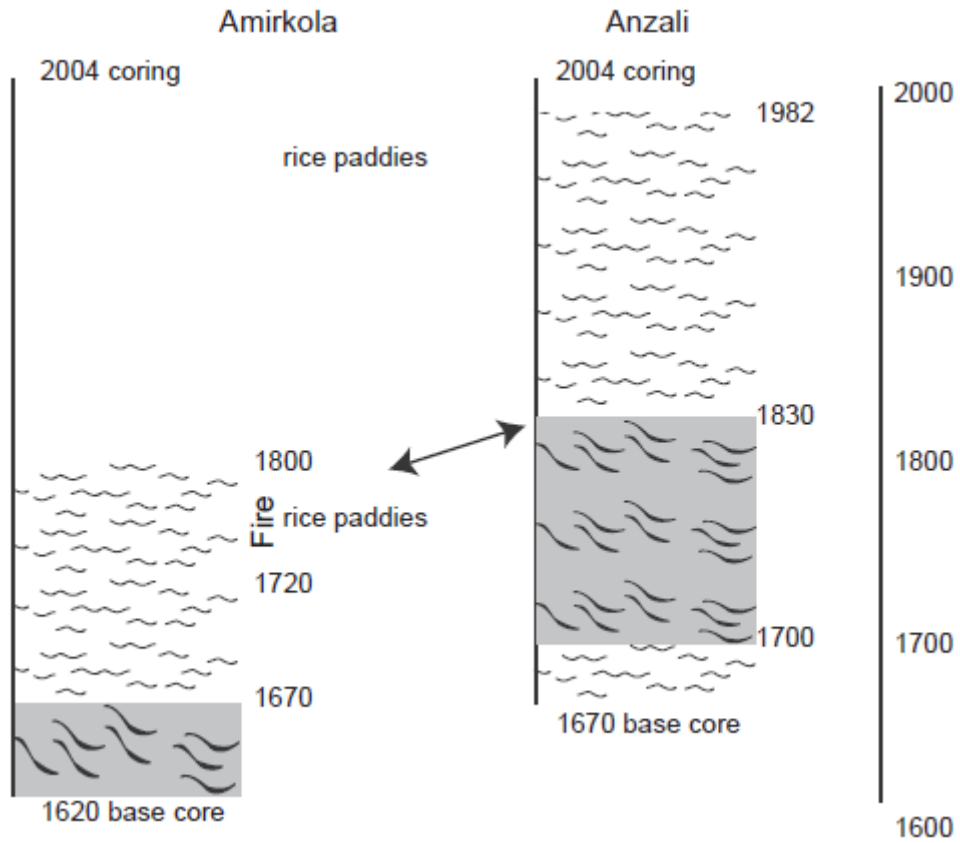 Amirkola
Anzali
2004 coring
2004 coring
2000
1982
rice paddies
1900
1830
1800
1800
Fire
rice paddies
1720
1700
1700
1670
1670 base core
1620 base core
1600